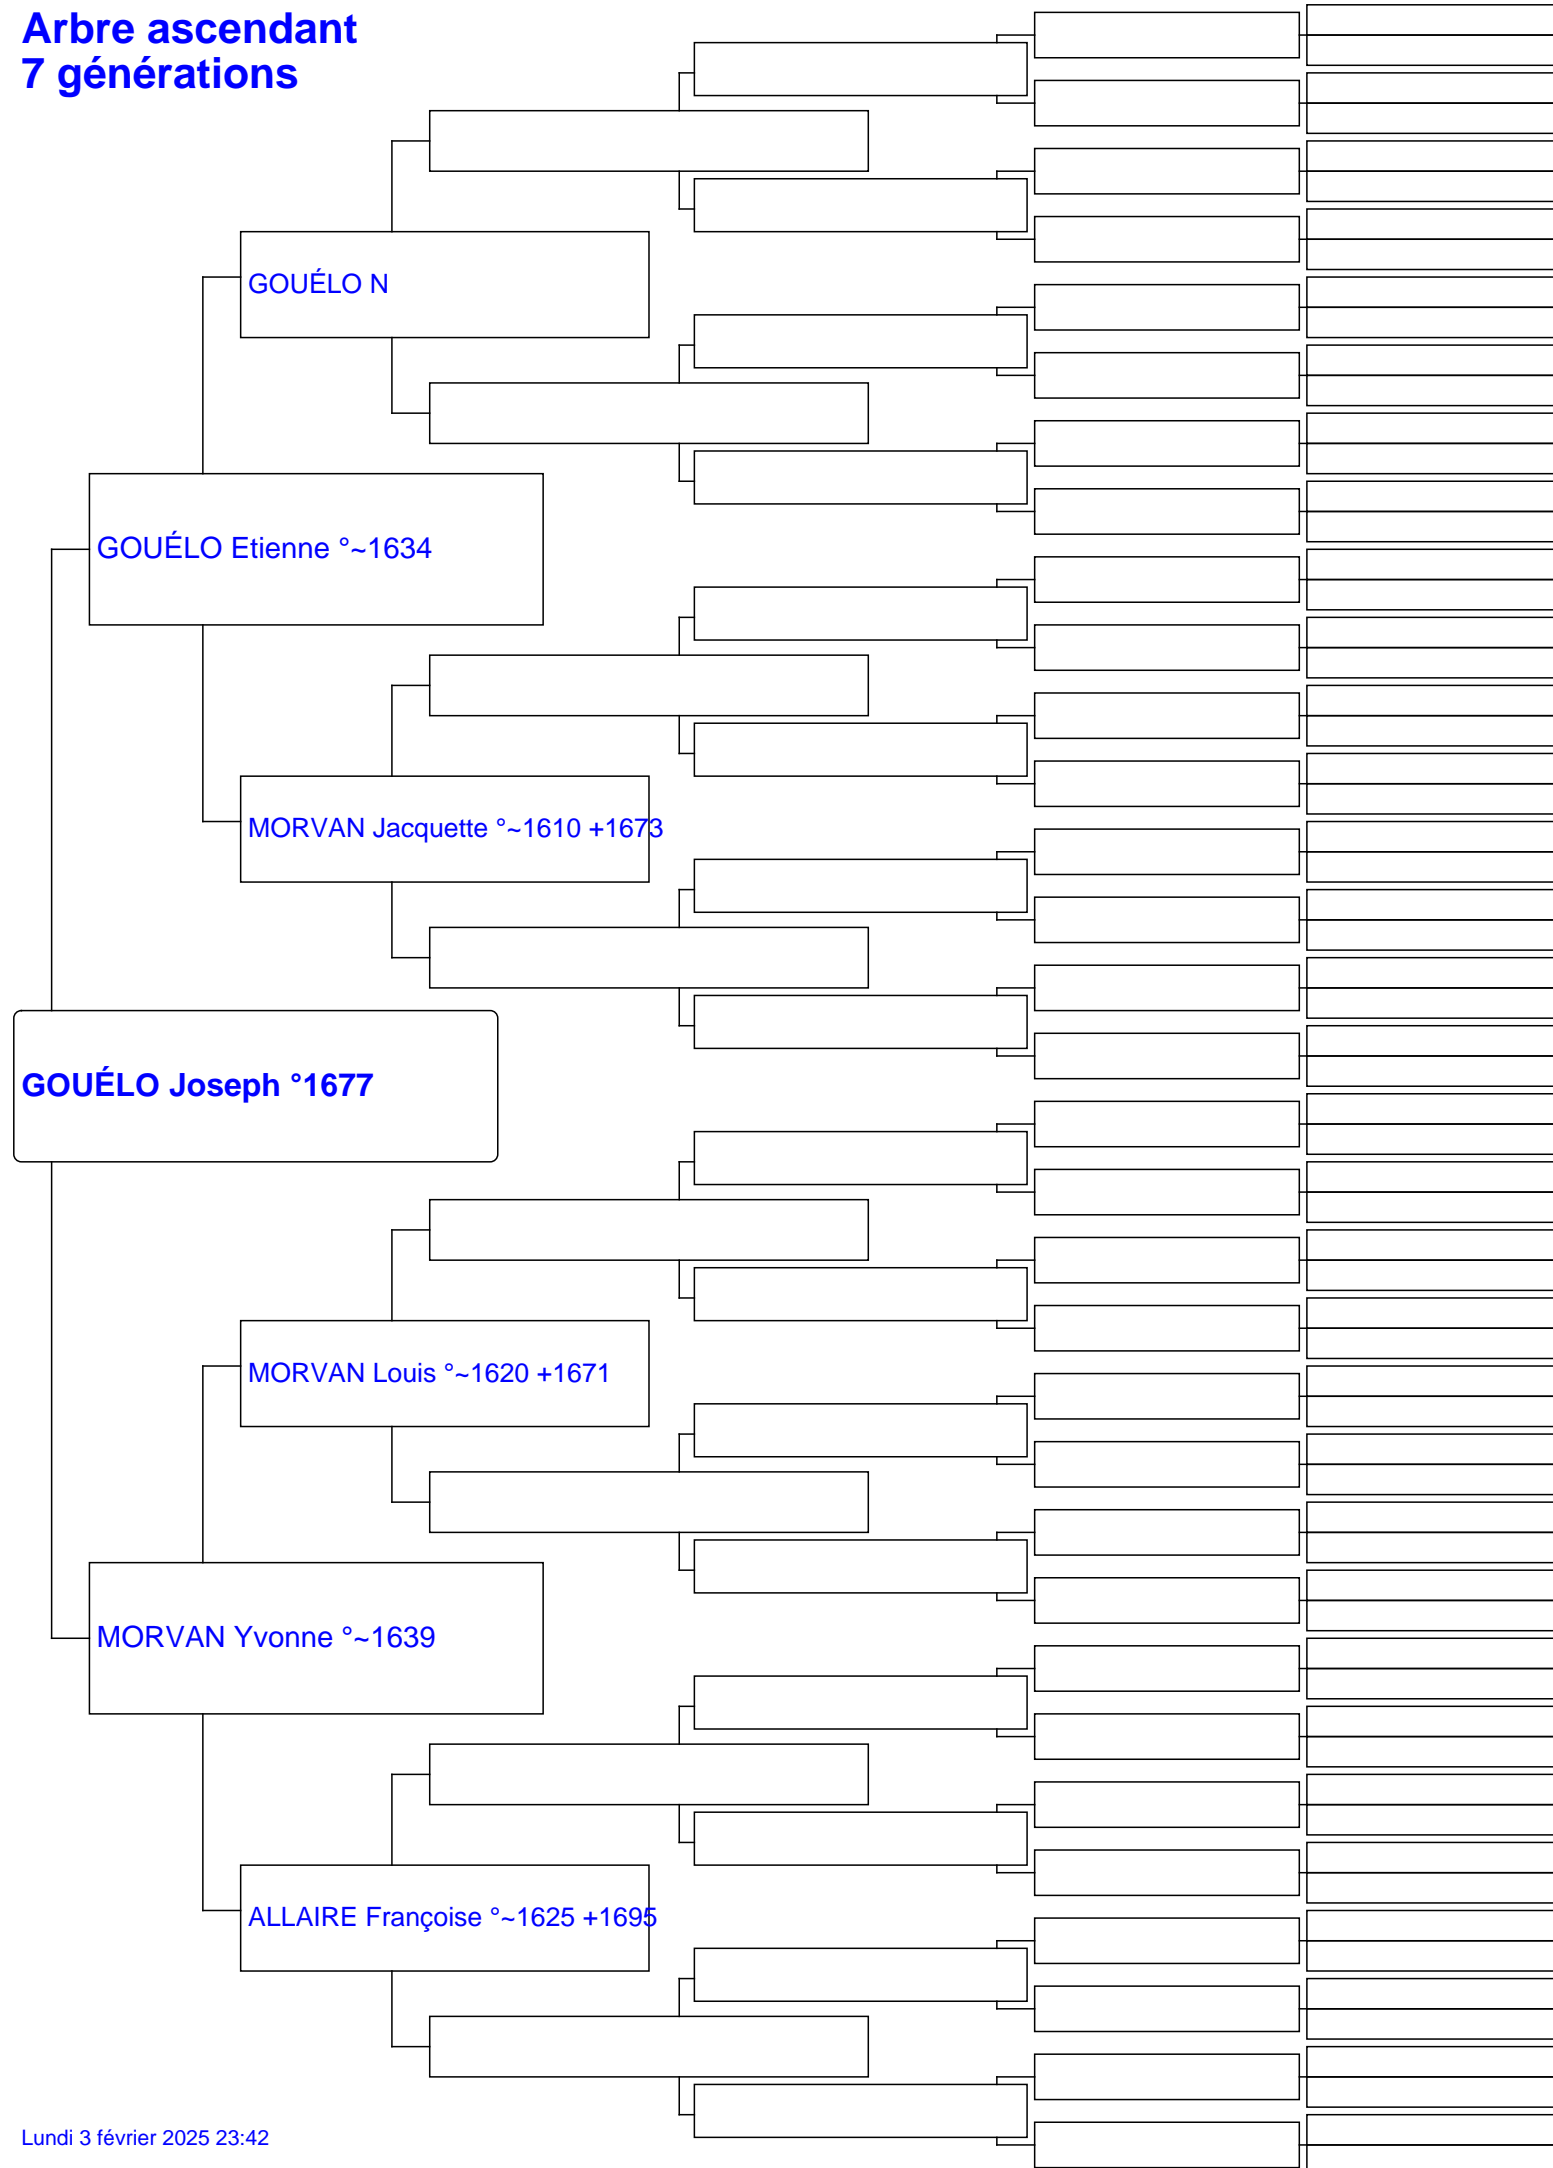 Arbre ascendant
7 générations
GOUÉLO N
GOUÉLO Etienne °~1634
MORVAN Jacquette °~1610 +1673
GOUÉLO Joseph °1677
MORVAN Louis °~1620 +1671
MORVAN Yvonne °~1639
ALLAIRE Françoise °~1625 +1695
Lundi 3 février 2025 23:42